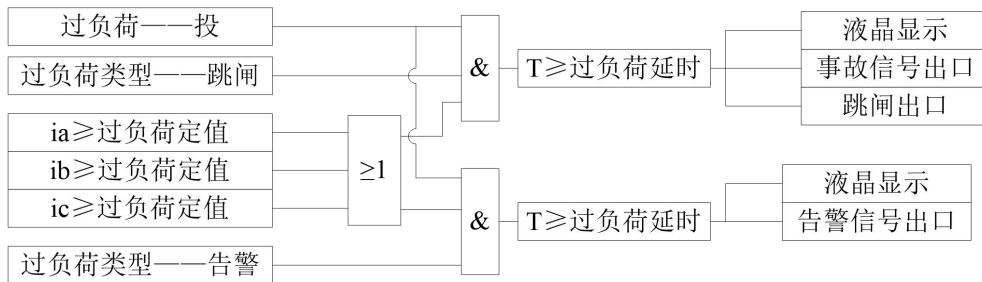 过负荷——投
过负荷类型——跳闸
ia≥过负荷定值
ib≥过负荷定值
ic≥过负荷定值
过负荷类型——告警
≥1
&
T≥过负荷延时
液晶显示
事故信号出口
跳闸出口
&
T≥过负荷延时
液晶显示
告警信号出口